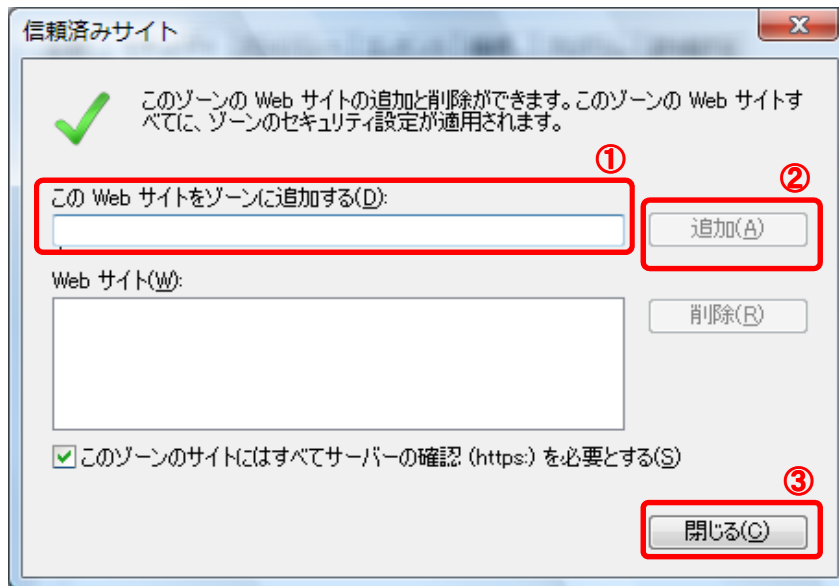 信頼済みサイト
このゾーンの Web サイトの追加と削除ができます。このゾーンの Web サイトす
べてに、ゾーンのセキュリティ設定が適用されます。
①
②
この Web サイトをゾーンに追加する(D):
追加(A)
Web サイト(W):
削除(R)
このゾーンのサイトにはすべてサーバーの確認 (https:) を必要とする(S)
③
閉じる(C)